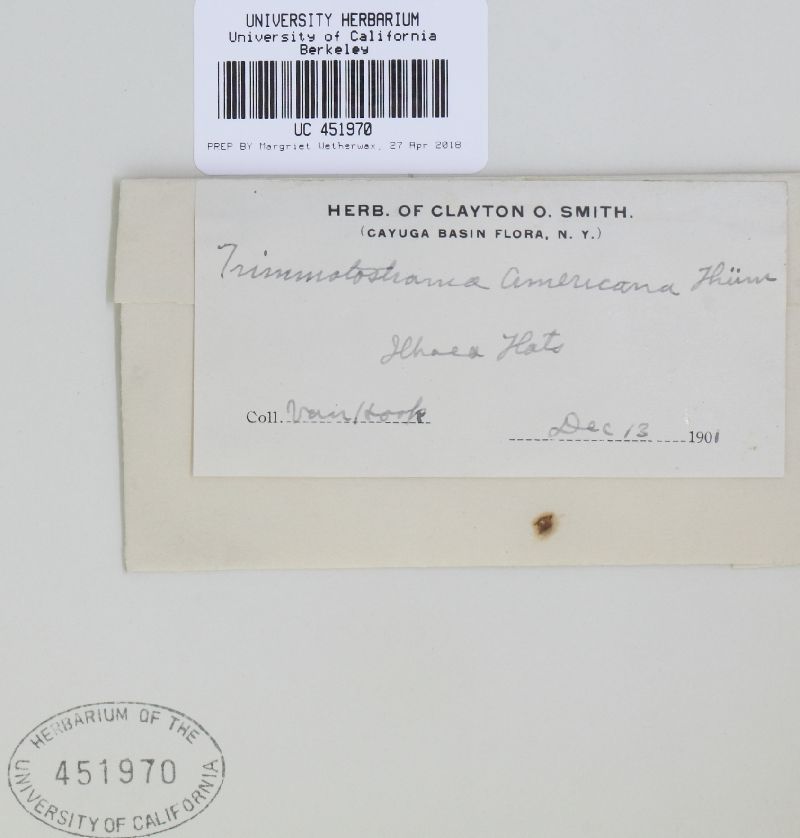 UNIVERSITY HERBARIUM
University of California
Berkeley
UC 451970
PREP BY Margriet Wetherwax, 27 Apr 2018
HERB. OF CLAYTON O. SMITH.
(CAYUGA BASIN FLORA, N. Y.)
Trimmatostroma Americana Thüm
Ithaca Flats
Coll. Van Hook
Dec 13 1901
HERBARIUM OF THE
451970
UNIVERSITY OF CALIFORNIA